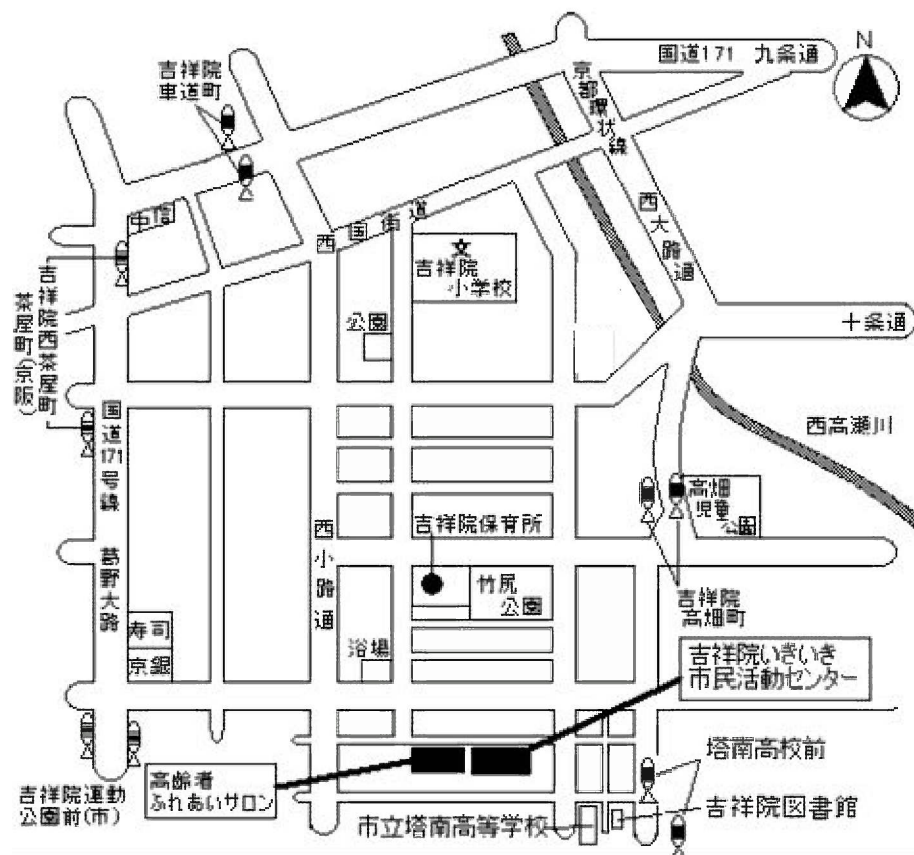 国道171 九条通
N
吉祥院
車道町
京都環状線
中信
西国街道
西大路通
文
吉祥院
小学校
公園
十条通
吉祥院西茶屋町
茶屋町(京阪)
国道171号線
西高瀬川
高畑
児童
公園
吉祥院保育所
葛野大路
西小路通
竹尻
公園
吉祥院
高畑町
寿司
京銀
浴場
吉祥院いきいき
市民活動センター
塔南高校前
高齢者
ふれあいサロン
吉祥院運動
公園前(市)
吉祥院図書館
市立塔南高等学校